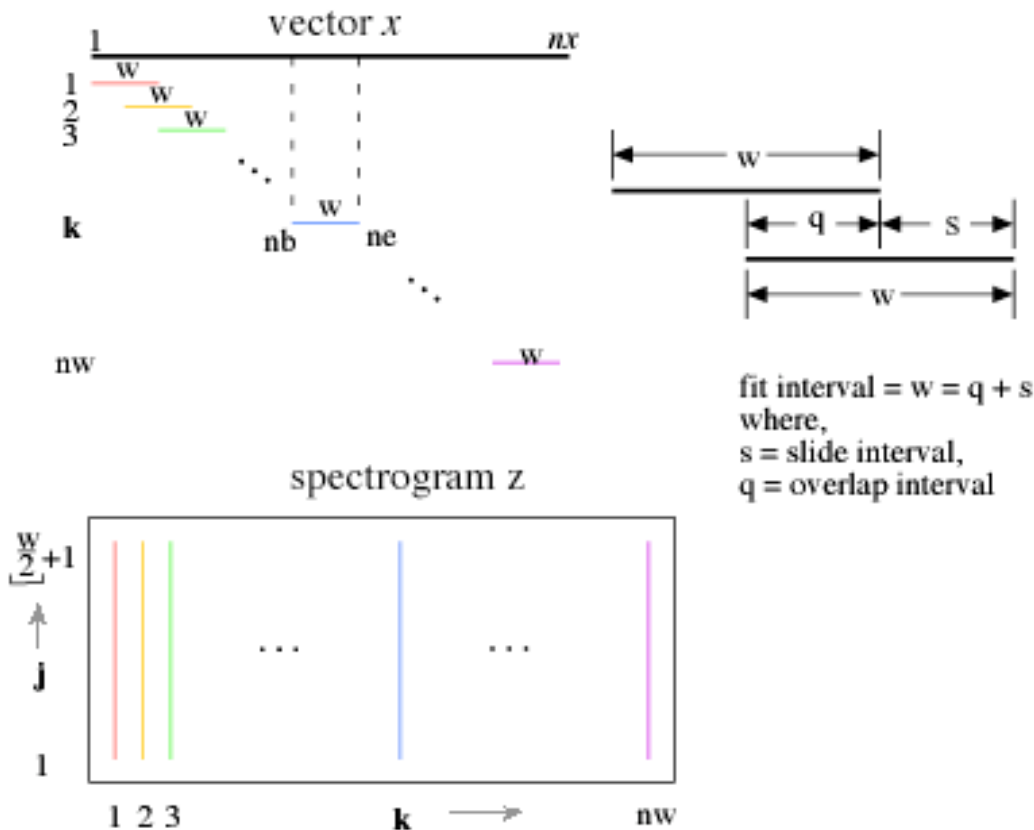 vector x
1 nx
1 w
2 w
3 w
w
k w
nb ne
q s
w
nw w
fit interval = w = q + s
where,
s = slide interval,
q = overlap interval
spectrogram z
⌊w/2⌋+1
j
1
1 2 3 k nw